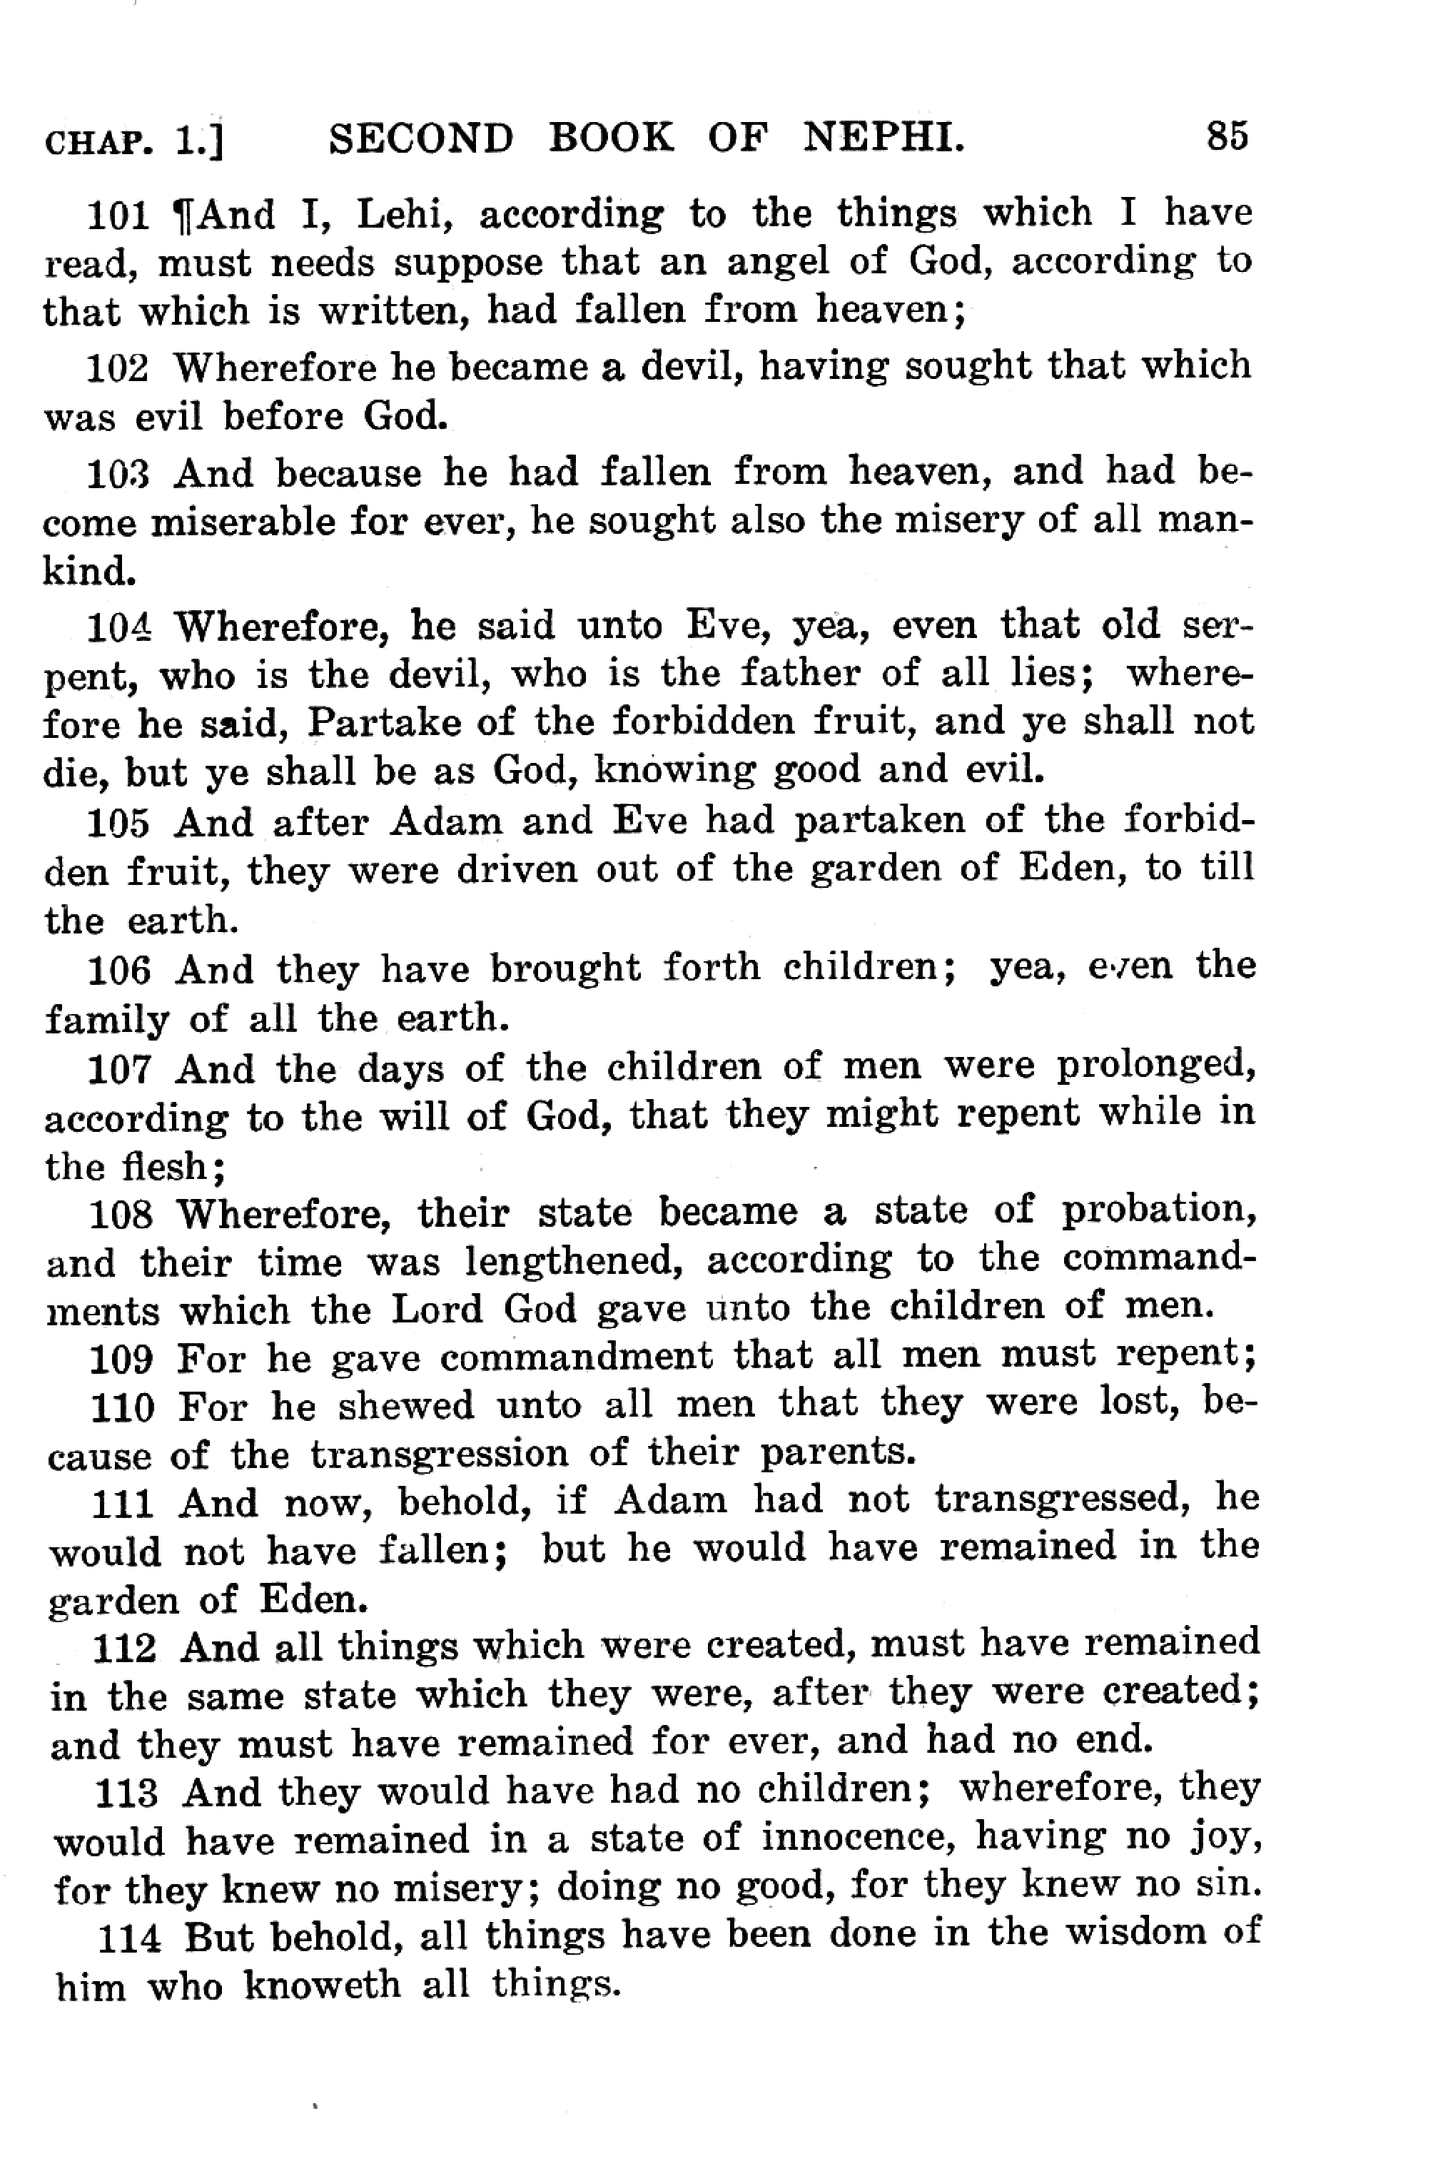 CHAP. 1.] SECOND BOOK OF NEPHI. 85
101 ¶And I, Lehi, according to the things which I have
read, must needs suppose that an angel of God, according to
that which is written, had fallen from heaven;
102 Wherefore he became a devil, having sought that which
was evil before God.
103 And because he had fallen from heaven, and had be-
come miserable for ever, he sought also the misery of all man-
kind.
104 Wherefore, he said unto Eve, yea, even that old ser-
pent, who is the devil, who is the father of all lies; where-
fore he said, Partake of the forbidden fruit, and ye shall not
die, but ye shall be as God, knowing good and evil.
105 And after Adam and Eve had partaken of the forbid-
den fruit, they were driven out of the garden of Eden, to till
the earth.
106 And they have brought forth children; yea, even the
family of all the earth.
107 And the days of the children of men were prolonged,
according to the will of God, that they might repent while in
the flesh;
108 Wherefore, their state became a state of probation,
and their time was lengthened, according to the command-
ments which the Lord God gave unto the children of men.
109 For he gave commandment that all men must repent;
110 For he shewed unto all men that they were lost, be-
cause of the transgression of their parents.
111 And now, behold, if Adam had not transgressed, he
would not have fallen; but he would have remained in the
garden of Eden.
112 And all things which were created, must have remained
in the same state which they were, after they were created;
and they must have remained for ever, and had no end.
113 And they would have had no children; wherefore, they
would have remained in a state of innocence, having no joy,
for they knew no misery; doing no good, for they knew no sin.
114 But behold, all things have been done in the wisdom of
him who knoweth all things.